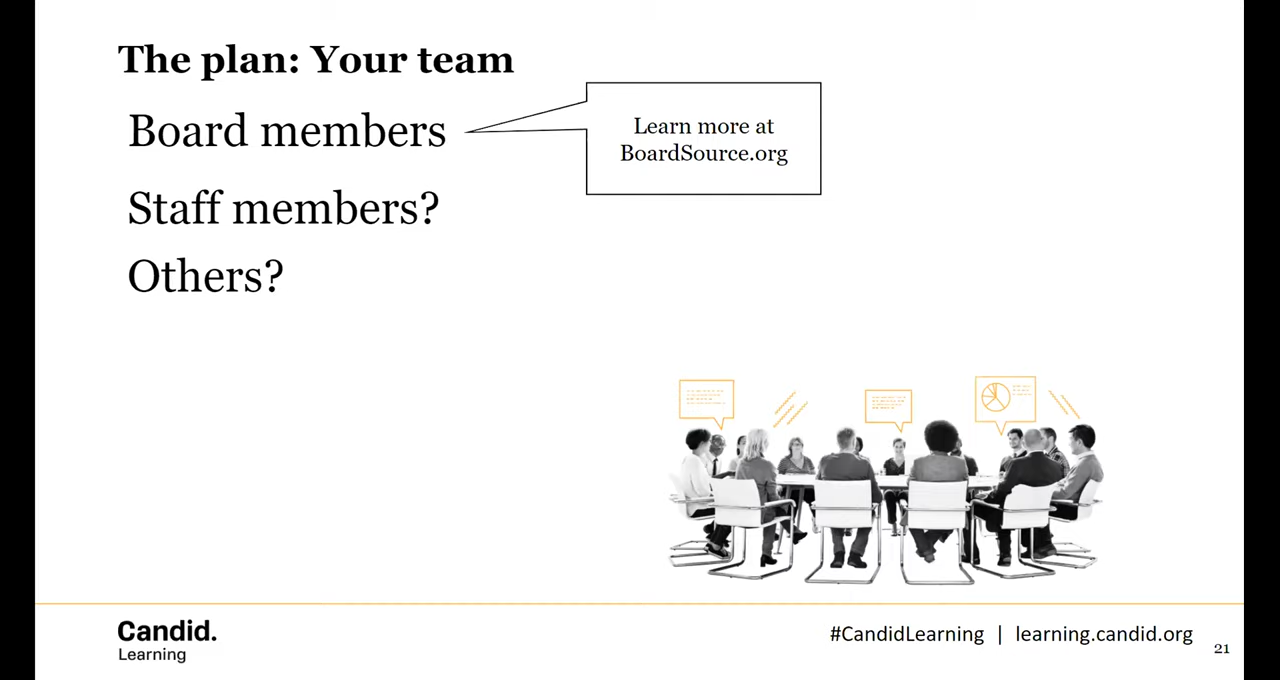 The plan: Your team
Board members
Learn more at
BoardSource.org
Staff members?
Others?
Candid.
Learning
#CandidLearning | learning.candid.org
21